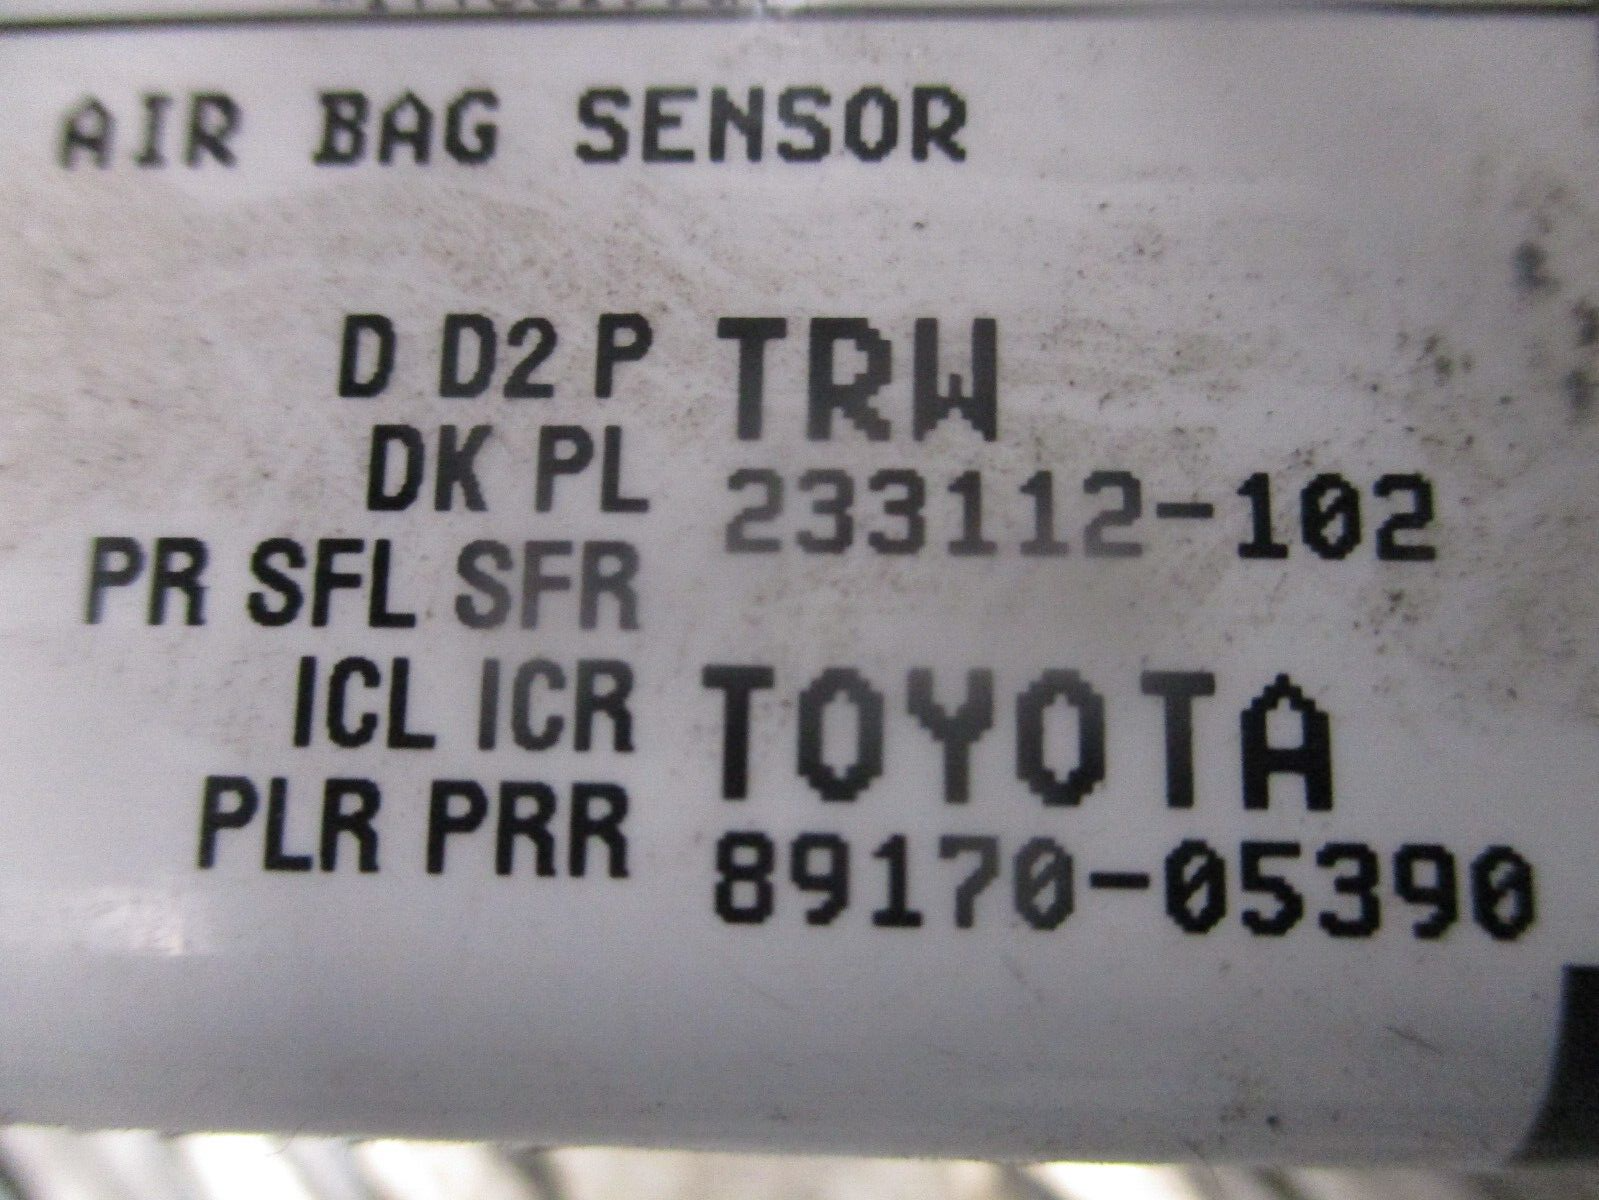 AIR BAG SENSOR
D D2 P TRW
DK PL 233112-102
PR SFL SFR
ICL ICR TOYOTA
PLR PRR 89170-05390